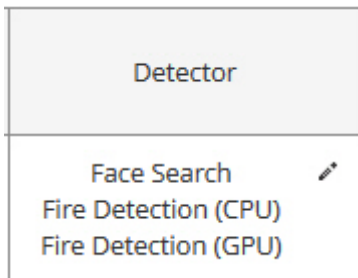 Detector
Face Search
Fire Detection (CPU)
Fire Detection (GPU)